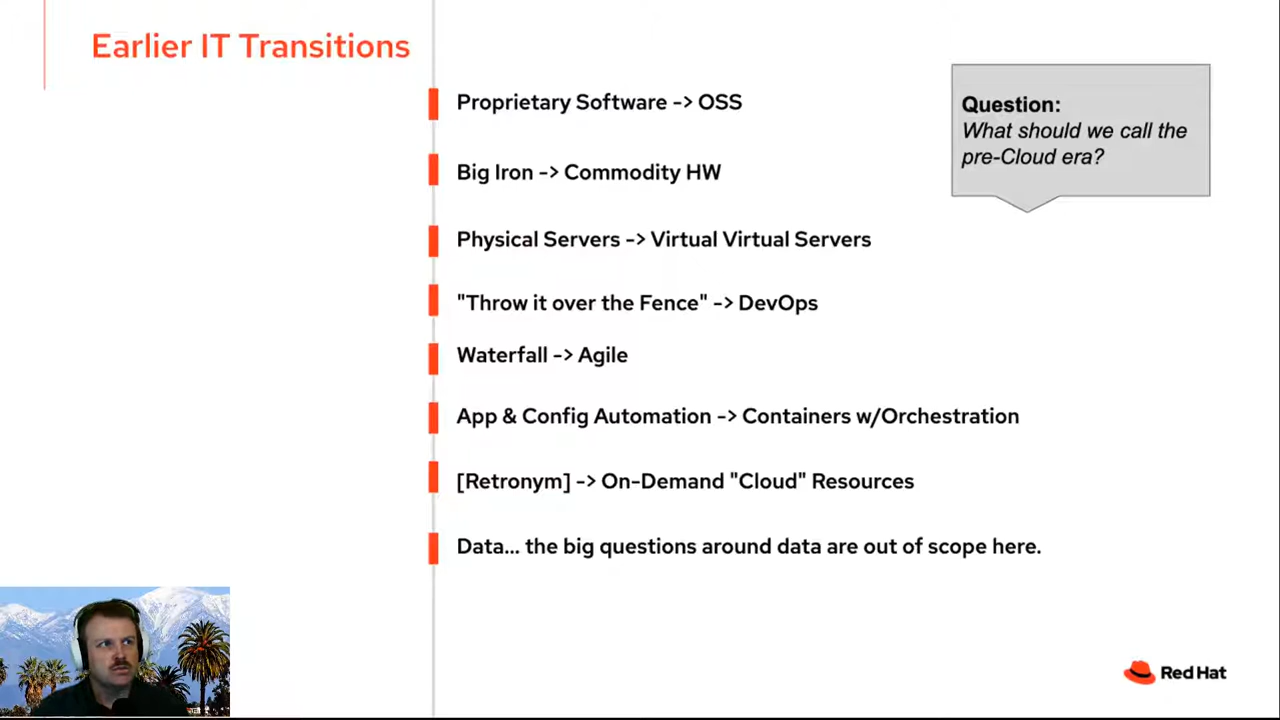 Earlier IT Transitions
Proprietary Software -> OSS
Big Iron -> Commodity HW
Physical Servers -> Virtual Virtual Servers
"Throw it over the Fence" -> DevOps
Waterfall -> Agile
App & Config Automation -> Containers w/Orchestration
[Retronym] -> On-Demand "Cloud" Resources
Data... the big questions around data are out of scope here.
Question:
What should we call the
pre-Cloud era?
Red Hat